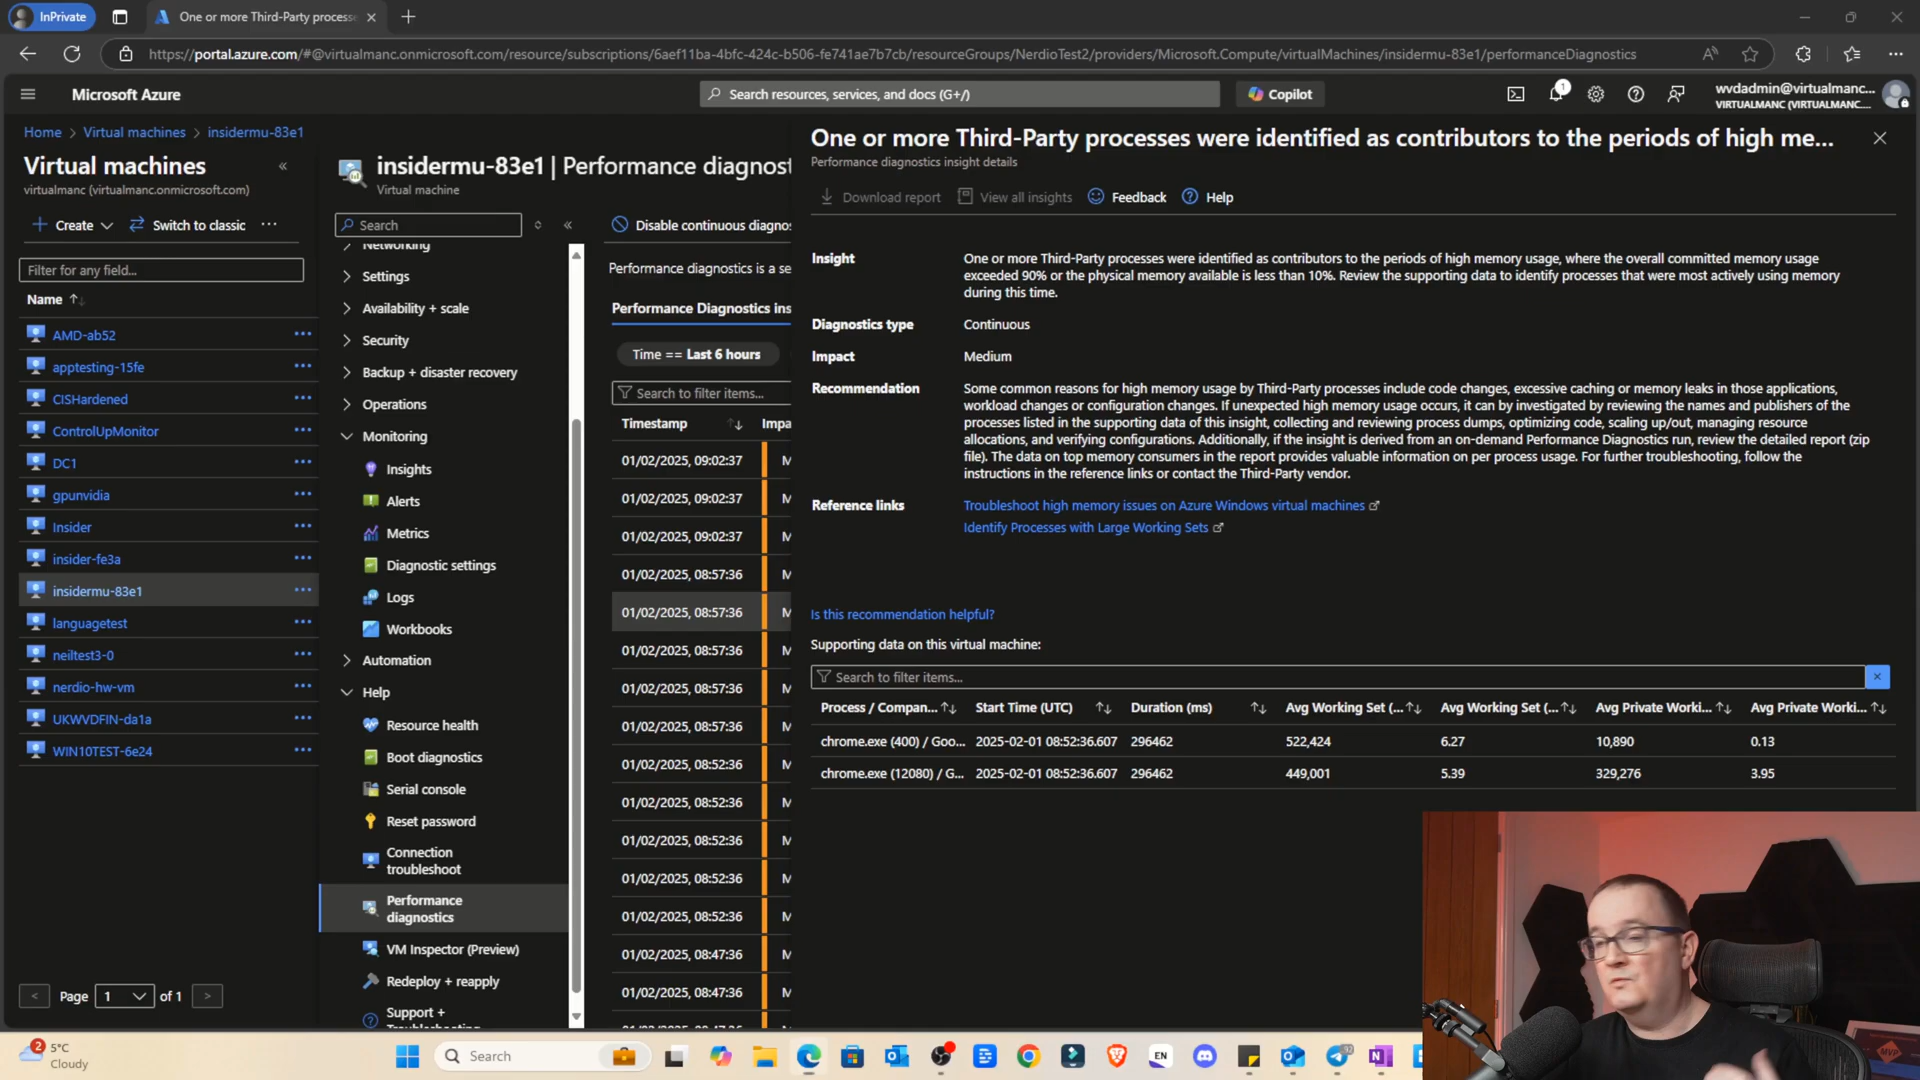 InPrivate
One or more Third-Party processe
https://portal.azure.com/#@virtualmanc.onmicrosoft.com/resource/subscriptions/6aef11ba-4bfc-424c-b506-fe741ae7b7cb/resourceGroups/NerdioTest2/providers/Microsoft.Compute/virtualMachines/insidermu-83e1/performanceDiagnostics
Microsoft Azure
Search resources, services, and docs (G+/)
Copilot
1
wvdadmin@virtualmanc...
VIRTUALMANC (VIRTUALMANC....
Home > Virtual machines > insidermu-83e1
Virtual machines
virtualmanc (virtualmanc.onmicrosoft.com)
Create
Switch to classic
Filter for any field...
Name
AMD-ab52
apptesting-15fe
CISHardened
ControlUpMonitor
DC1
gpunvidia
Insider
insider-fe3a
insidermu-83e1
languagetest
neiltest3-0
nerdio-hw-vm
UKWVDFIN-da1a
WIN10TEST-6e24
< Page 1 of 1 >
insidermu-83e1 | Performance diagnost
Virtual machine
Search
Networking
Settings
Availability + scale
Security
Backup + disaster recovery
Operations
Monitoring
Insights
Alerts
Metrics
Diagnostic settings
Logs
Workbooks
Automation
Help
Resource health
Boot diagnostics
Serial console
Reset password
Connection
troubleshoot
Performance
diagnostics
VM Inspector (Preview)
Redeploy + reapply
Support +
Troubleshooting
Disable continuous diagnos
Performance diagnostics is a se
Performance Diagnostics ins
Time == Last 6 hours
Search to filter items...
Timestamp Impa
01/02/2025, 09:02:37 M
01/02/2025, 09:02:37 M
01/02/2025, 09:02:37 M
01/02/2025, 08:57:36 M
01/02/2025, 08:57:36 M
01/02/2025, 08:57:36 M
01/02/2025, 08:57:36 M
01/02/2025, 08:57:36 M
01/02/2025, 08:52:36 M
01/02/2025, 08:52:36 M
01/02/2025, 08:52:36 M
01/02/2025, 08:52:36 M
01/02/2025, 08:52:36 M
01/02/2025, 08:47:36 M
01/02/2025, 08:47:36 M
One or more Third-Party processes were identified as contributors to the periods of high me...
Performance diagnostics insight details
Download report
View all insights
Feedback
Help
Insight
One or more Third-Party processes were identified as contributors to the periods of high memory usage, where the overall committed memory usage
exceeded 90% or the physical memory available is less than 10%. Review the supporting data to identify processes that were most actively using memory
during this time.
Diagnostics type Continuous
Impact Medium
Recommendation
Some common reasons for high memory usage by Third-Party processes include code changes, excessive caching or memory leaks in those applications,
workload changes or configuration changes. If unexpected high memory usage occurs, it can by investigated by reviewing the names and publishers of the
processes listed in the supporting data of this insight, collecting and reviewing process dumps, optimizing code, scaling up/out, managing resource
allocations, and verifying configurations. Additionally, if the insight is derived from an on-demand Performance Diagnostics run, review the detailed report (zip
file). The data on top memory consumers in the report provides valuable information on per process usage. For further troubleshooting, follow the
instructions in the reference links or contact the Third-Party vendor.
Reference links
Troubleshoot high memory issues on Azure Windows virtual machines
Identify Processes with Large Working Sets
Is this recommendation helpful?
Supporting data on this virtual machine:
Search to filter items...
Process / Compan... Start Time (UTC) Duration (ms) Avg Working Set (... Avg Working Set (... Avg Private Worki... Avg Private Worki...
chrome.exe (400) / Goo... 2025-02-01 08:52:36.607 296462 522,424 6.27 10,890 0.13
chrome.exe (12080) / G... 2025-02-01 08:52:36.607 296462 449,001 5.39 329,276 3.95
MVP
2
5°C
Cloudy
Search
EN